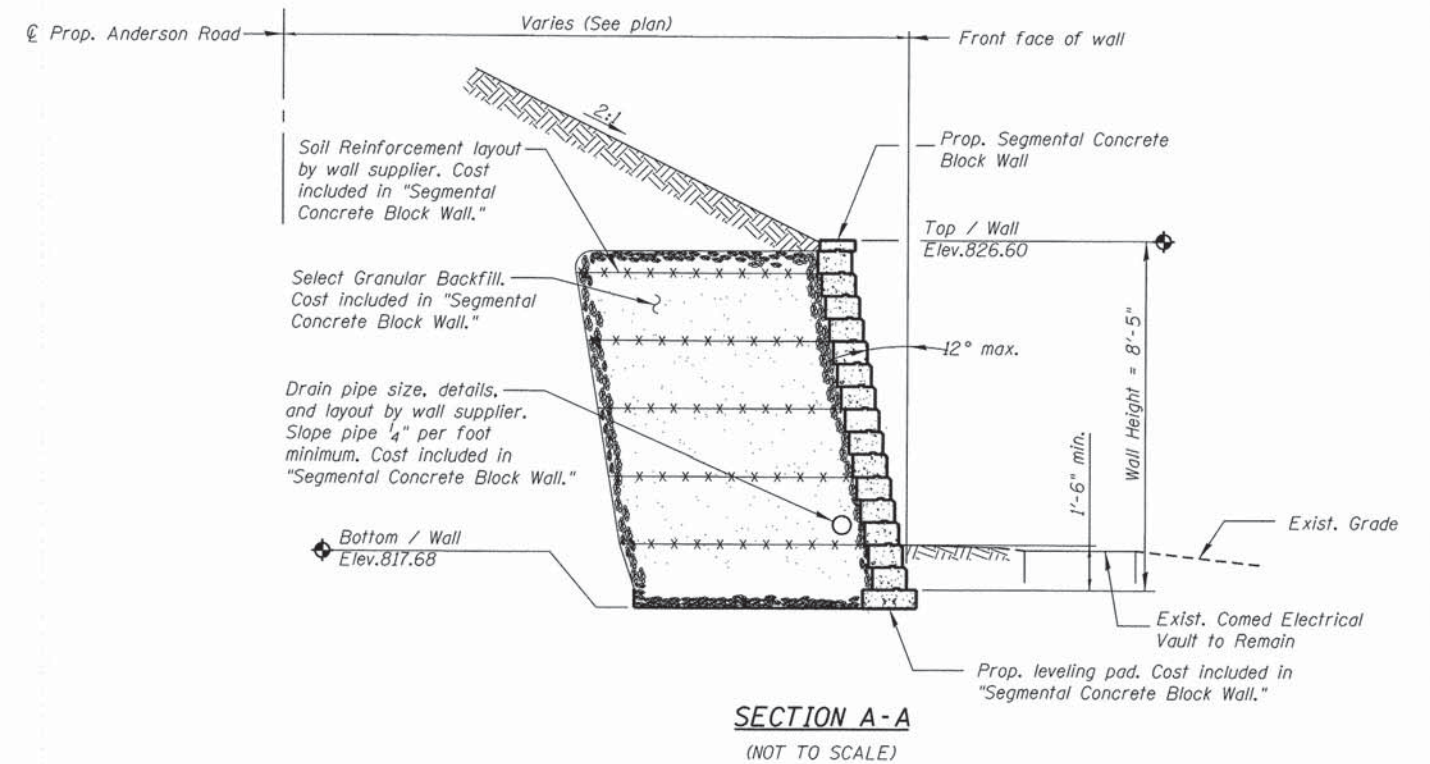 ℄ Prop. Anderson Road
Varies (See plan)
Front face of wall
2:1
Soil Reinforcement layout
by wall supplier. Cost
included in "Segmental
Concrete Block Wall."
Prop. Segmental Concrete
Block Wall
Top / Wall
Elev.826.60
Select Granular Backfill.
Cost included in "Segmental
Concrete Block Wall."
12° max.
Wall Height = 8'-5"
Drain pipe size, details,
and layout by wall supplier.
Slope pipe 1/4" per foot
minimum. Cost included in
"Segmental Concrete Block Wall."
1'-6" min.
Exist. Grade
Bottom / Wall
Elev.817.68
Exist. Comed Electrical
Vault to Remain
Prop. leveling pad. Cost included in
"Segmental Concrete Block Wall."
SECTION A-A
(NOT TO SCALE)